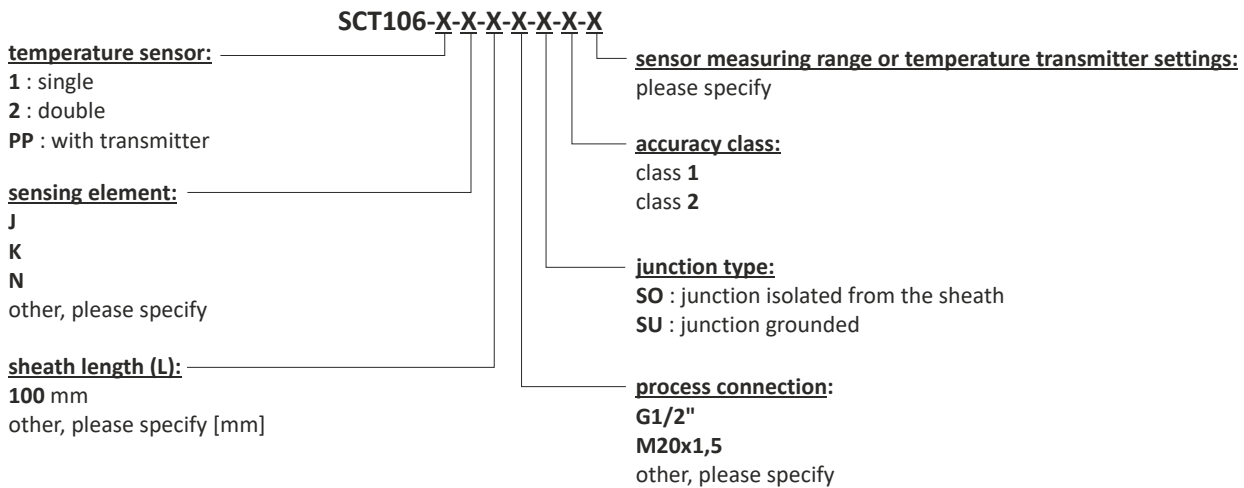 SCT106-X-X-X-X-X-X-X
temperature sensor:
1 : single
2 : double
PP : with transmitter
sensing element:
J
K
N
other, please specify
sheath length (L):
100 mm
other, please specify [mm]
sensor measuring range or temperature transmitter settings:
please specify
accuracy class:
class 1
class 2
junction type:
SO : junction isolated from the sheath
SU : junction grounded
process connection:
G1/2"
M20x1,5
other, please specify